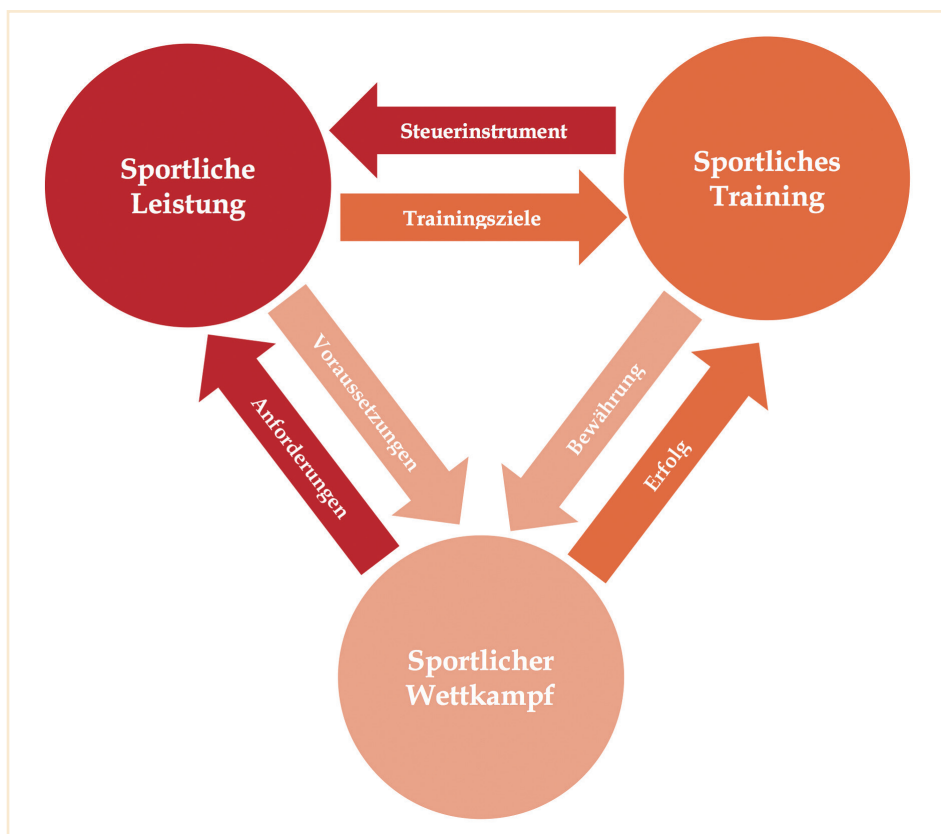 Sportliche
Leistung
Steuerinstrument
Trainingsziele
Sportliches
Training
Voraussetzungen
Anforderungen
Bewährung
Erfolg
Sportlicher
Wettkampf